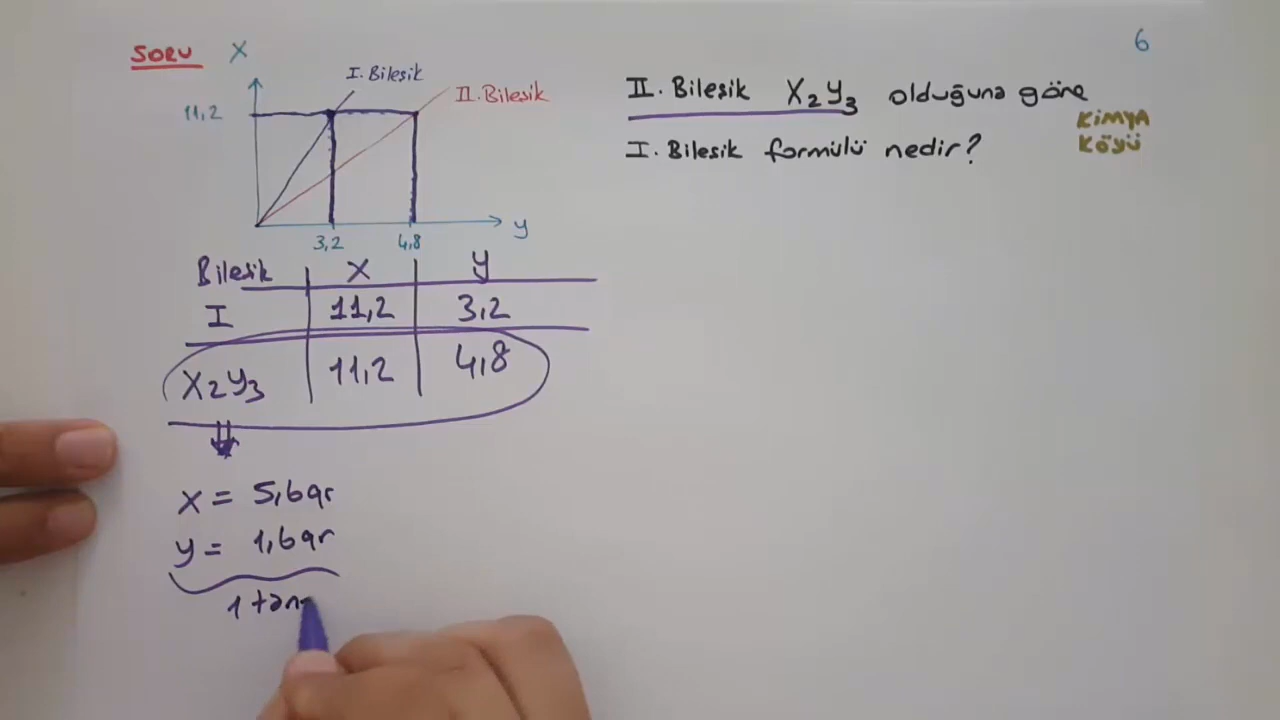 SORU
X
6
I. Bileşik
II. Bileşik
11,2
3,2
4,8
y
II. Bileşik X2Y3 olduğuna göre
I. Bileşik formülü nedir?
KİMYA
KÖYÜ
Bileşik X y
I 11,2 3,2
X2Y3 11,2 4,8
x = 5,6gr
y = 1,6gr
1 tan